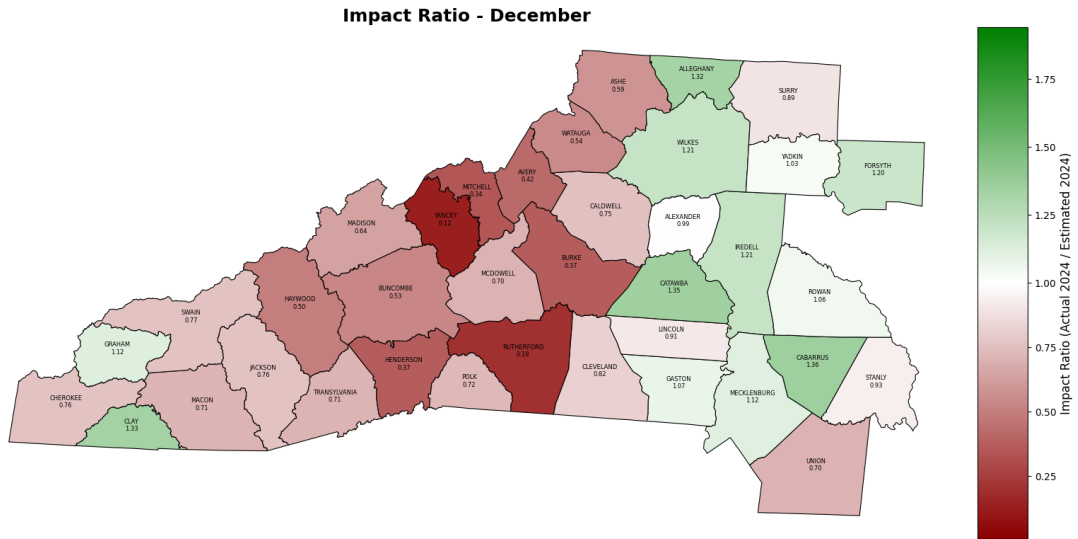 Impact Ratio - December
ALLEGHANY
1.32
ASHE
0.59
SURRY
0.89
WATAUGA
0.54
WILKES
1.21
YADKIN
1.03
FORSYTH
1.20
AVERY
0.42
MITCHELL
0.34
YANCEY
0.12
CALDWELL
0.75
ALEXANDER
0.99
MADISON
0.64
IREDELL
1.21
BURKE
0.37
MCDOWELL
0.70
BUNCOMBE
0.53
CATAWBA
1.35
ROWAN
1.06
HAYWOOD
0.50
SWAIN
0.77
LINCOLN
0.91
GRAHAM
1.12
RUTHERFORD
0.19
HENDERSON
0.37
CABARRUS
1.36
JACKSON
0.76
CLEVELAND
0.82
POLK
0.72
GASTON
1.07
STANLY
0.93
TRANSYLVANIA
0.71
MECKLENBURG
1.12
CHEROKEE
0.76
MACON
0.71
CLAY
1.33
UNION
0.70
1.75
1.50
1.25
1.00
0.75
0.50
0.25
Impact Ratio (Actual 2024 / Estimated 2024)